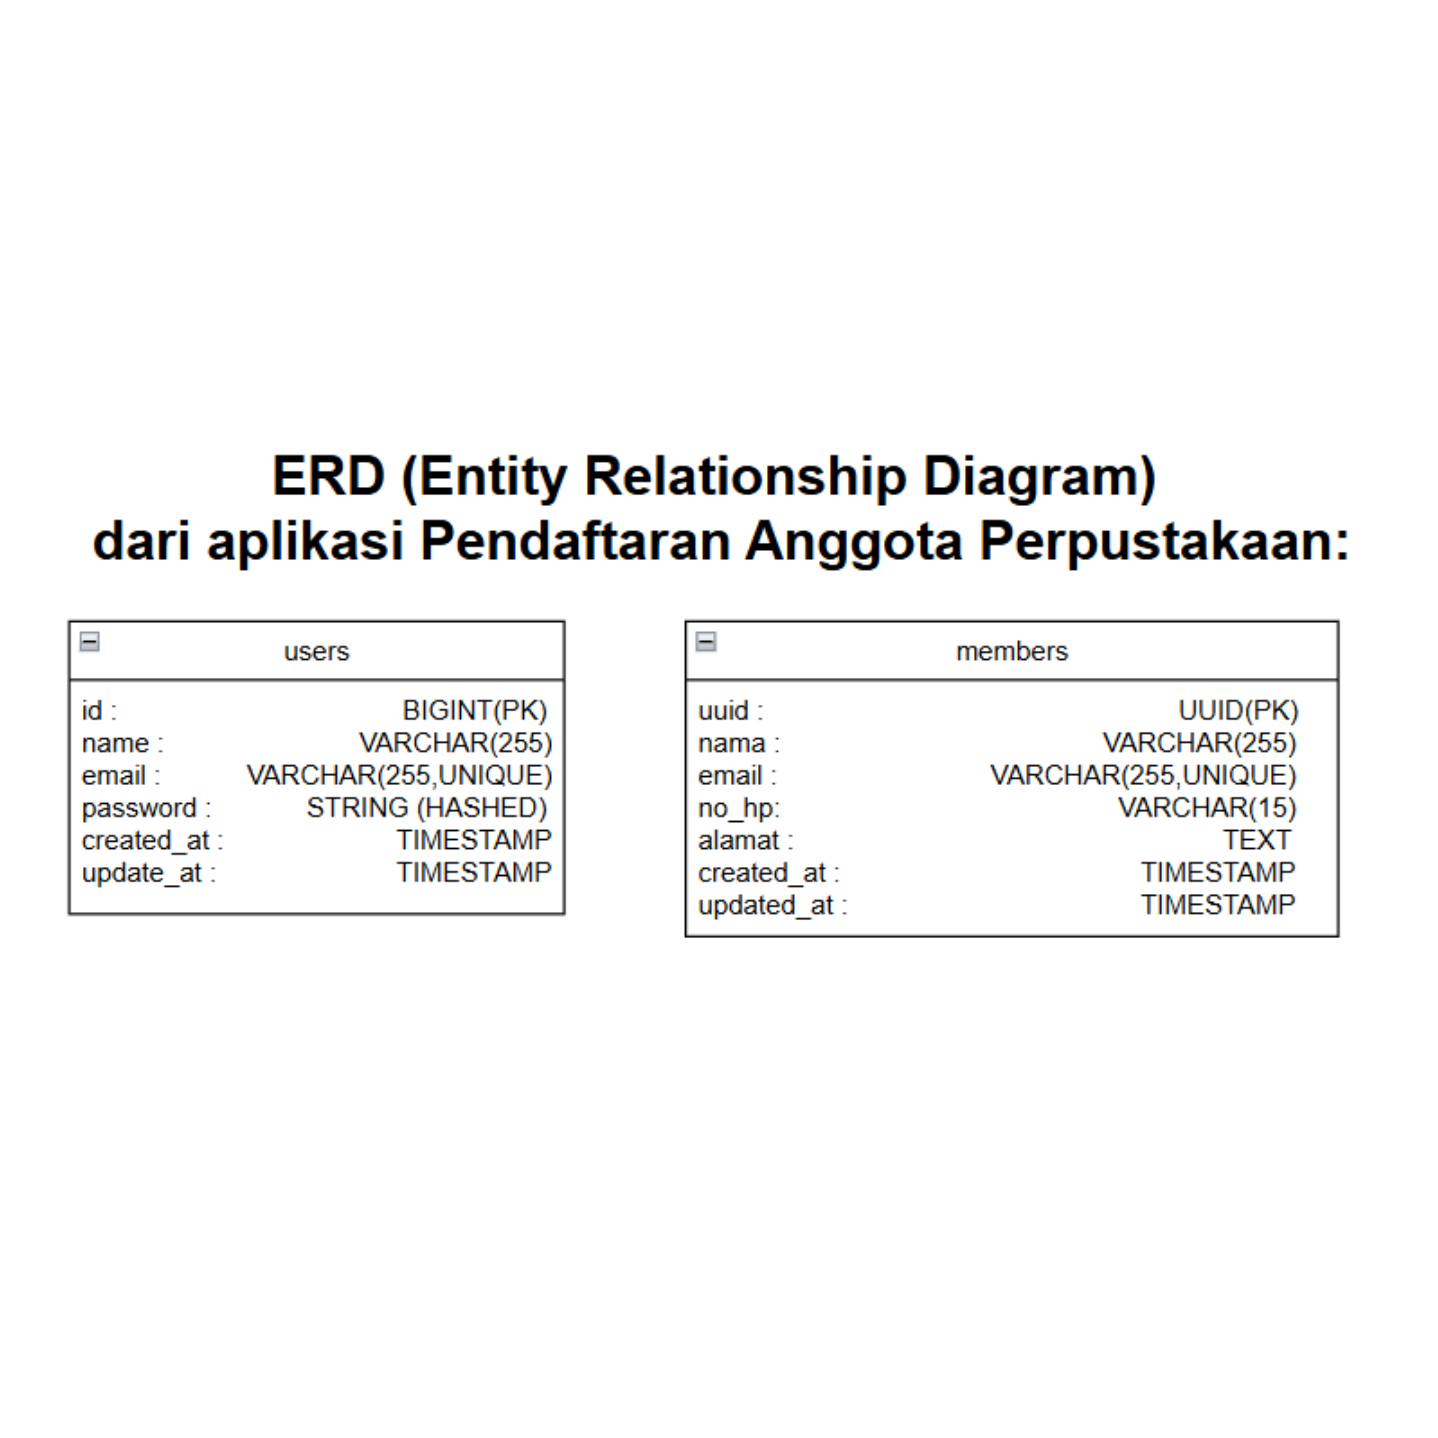 ERD (Entity Relationship Diagram)
dari aplikasi Pendaftaran Anggota Perpustakaan:
users
id : BIGINT(PK)
name : VARCHAR(255)
email : VARCHAR(255,UNIQUE)
password : STRING (HASHED)
created_at : TIMESTAMP
update_at : TIMESTAMP
members
uuid : UUID(PK)
nama : VARCHAR(255)
email : VARCHAR(255,UNIQUE)
no_hp: VARCHAR(15)
alamat : TEXT
created_at : TIMESTAMP
updated_at : TIMESTAMP